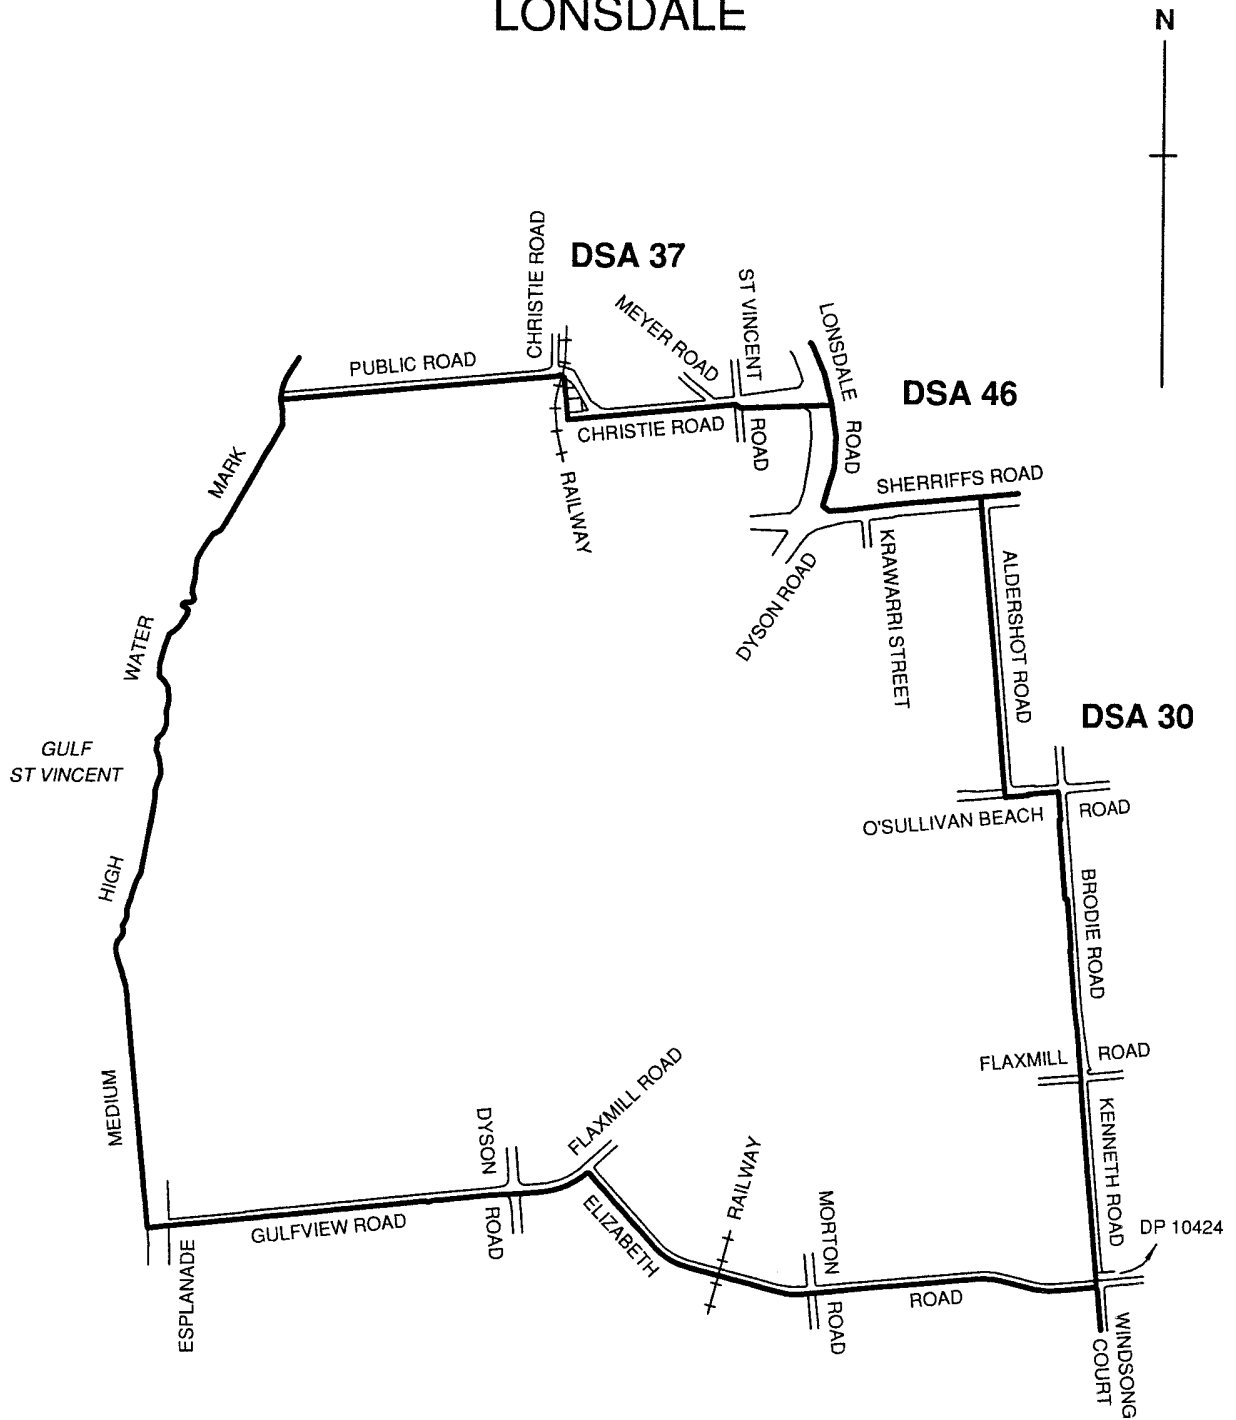 LONSDALE
N
CHRISTIE ROAD
DSA 37
ST VINCENT
MEYER ROAD
LONSDALE
PUBLIC ROAD
DSA 46
CHRISTIE ROAD
ROAD
ROAD
MARK
SHERRIFFS ROAD
RAILWAY
KRAWARRI STREET
DYSON ROAD
ALDERSHOT ROAD
WATER
DSA 30
GULF
ST VINCENT
O'SULLIVAN BEACH
ROAD
HIGH
BRODIE ROAD
FLAXMILL
ROAD
FLAXMILL ROAD
MEDIUM
DYSON
KENNETH ROAD
RAILWAY
MORTON
GULFVIEW ROAD
ROAD
ELIZABETH
DP 10424
ESPLANADE
ROAD
ROAD
WINDSONG
COURT